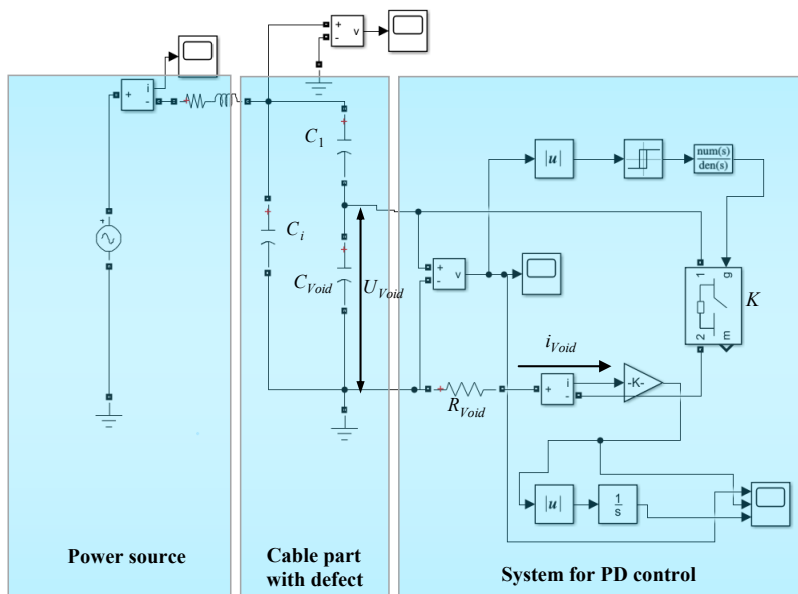 v
+
-
i
+
-
C1
|u|
num(s)
den(s)
Ci
CVoid
UVoid
+
-
v
1
g
2
m
K
iVoid
+
i
-
-K-
RVoid
|u|
1
s
Power source
Cable part
with defect
System for PD control